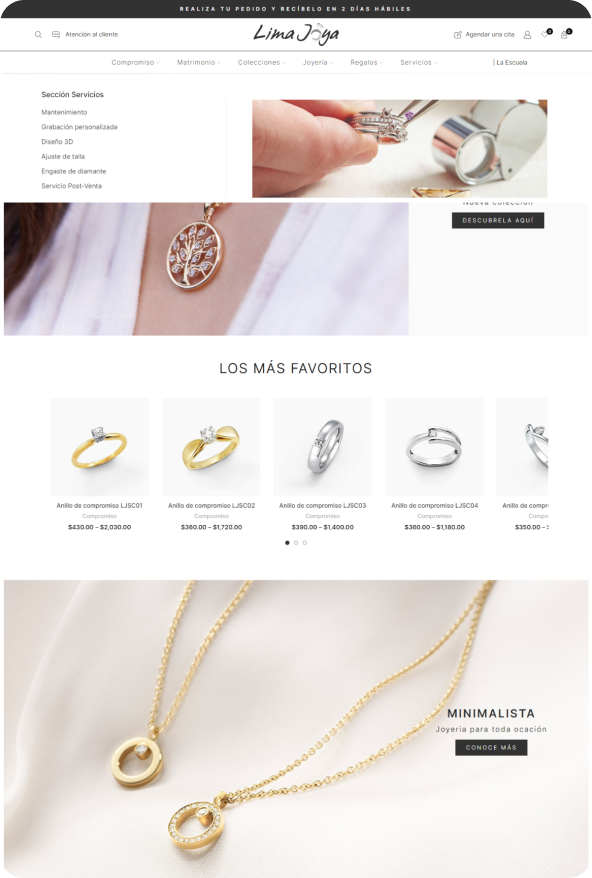 REALIZA TU PEDIDO Y RECÍBELO EN 2 DÍAS HÁBILES
Atención al cliente
Lima Joya
Agendar una cita
0
0
Compromiso
Matrimonio
Colecciones
Joyería
Regalos
Servicios
La Escuela
Sección Servicios
Mantenimiento
Grabación personalizada
Diseño 3D
Ajuste de talla
Engaste de diamante
Servicio Post-Venta
Nueva Colección
DESCUBRELA AQUÍ
LOS MÁS FAVORITOS
Anillo de compromiso LJSC01
Compromiso
$430.00 – $2,030.00
Anillo de compromiso LJSC02
Compromiso
$360.00 – $1,720.00
Anillo de compromiso LJSC03
Compromiso
$390.00 – $1,400.00
Anillo de compromiso LJSC04
Compromiso
$360.00 – $1,180.00
Anillo de com
Compr
$350.00 –
MINIMALISTA
Joyeria para toda ocación
CONOCE MÁS